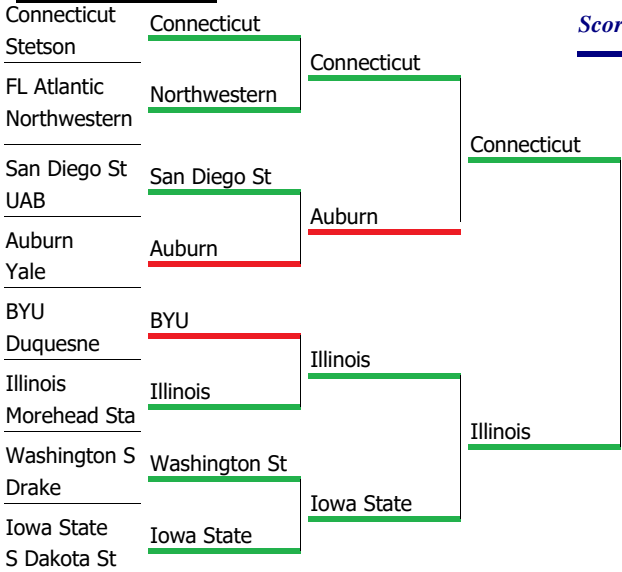 Connecticut
Stetson
FL Atlantic
Northwestern
San Diego St
UAB
Auburn
Yale
BYU
Duquesne
Illinois
Morehead Sta
Washington S
Drake
Iowa State
S Dakota St
Connecticut
Northwestern
San Diego St
Auburn
BYU
Illinois
Washington St
Iowa State
Connecticut
Auburn
Illinois
Iowa State
Connecticut
Illinois
Scor